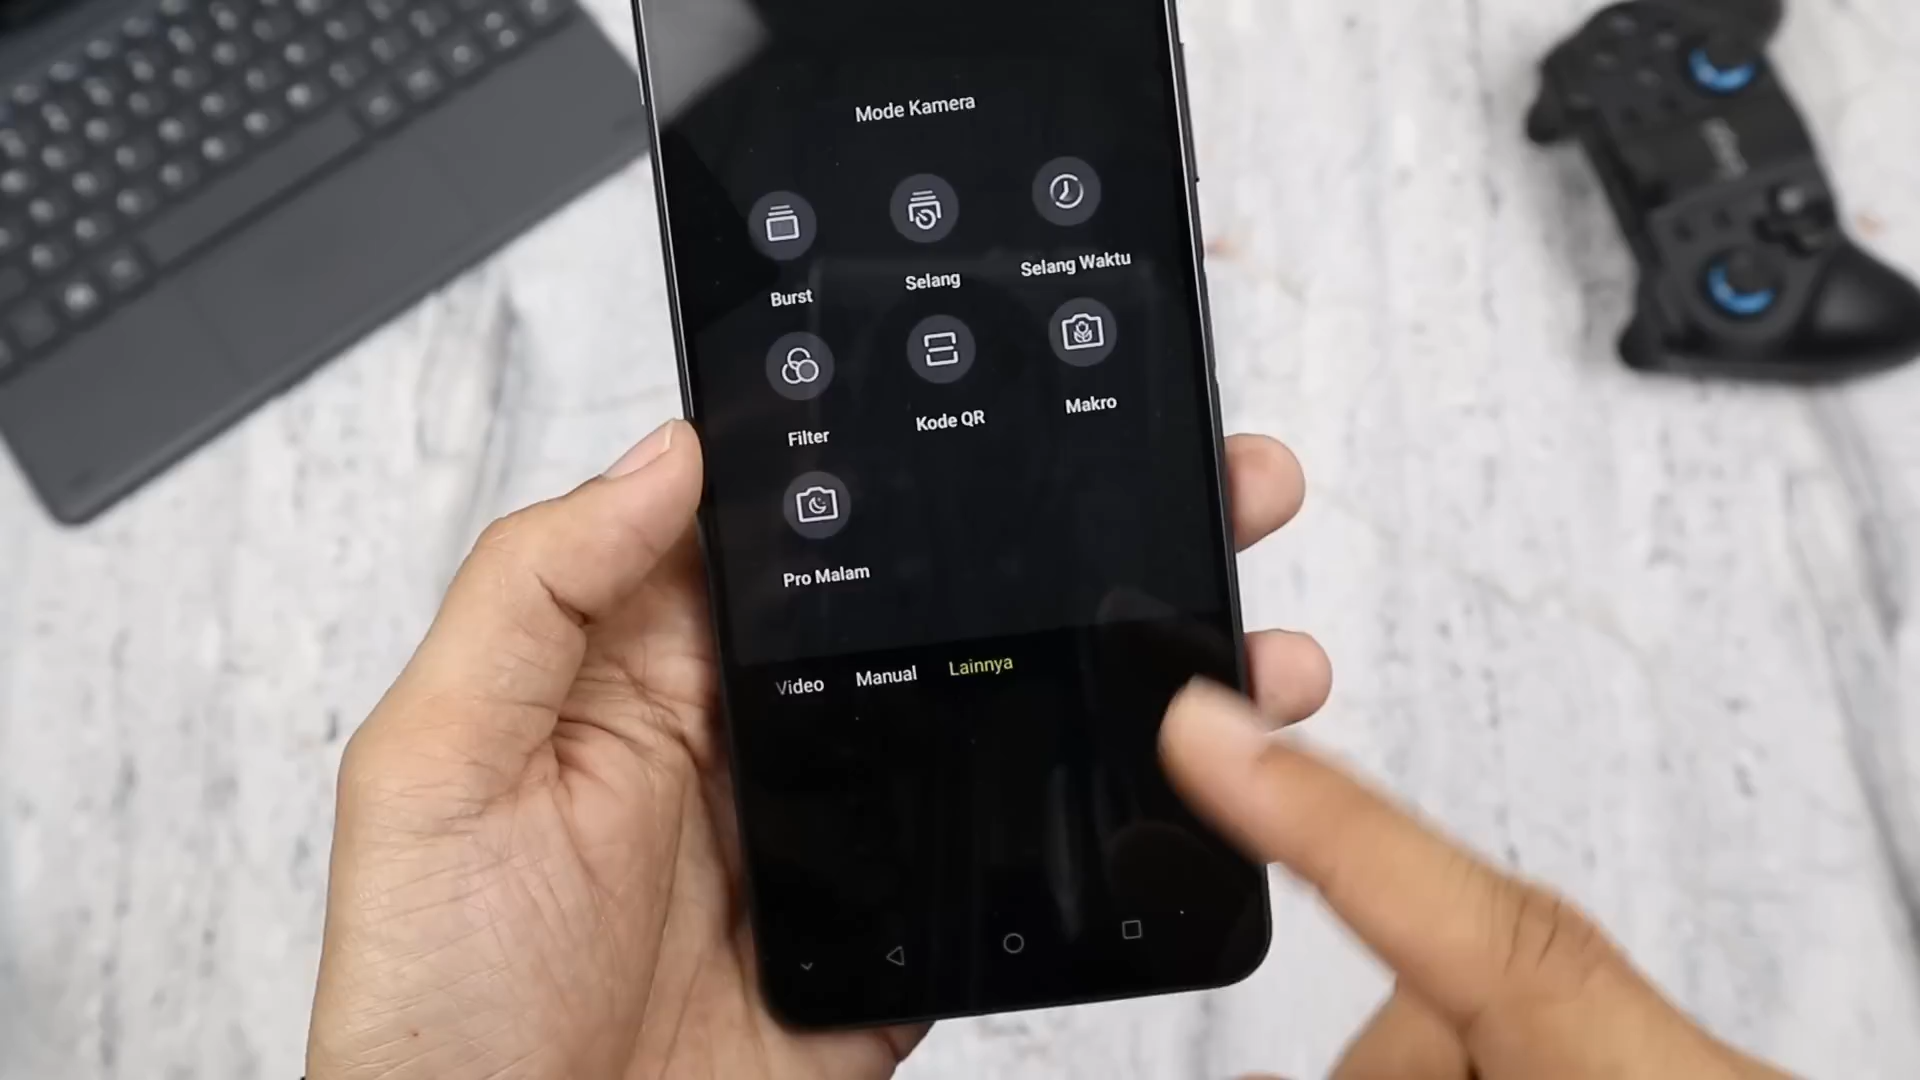 Mode Kamera
Burst
Selang
Selang Waktu
Filter
Kode QR
Makro
Pro Malam
Video
Manual
Lainnya